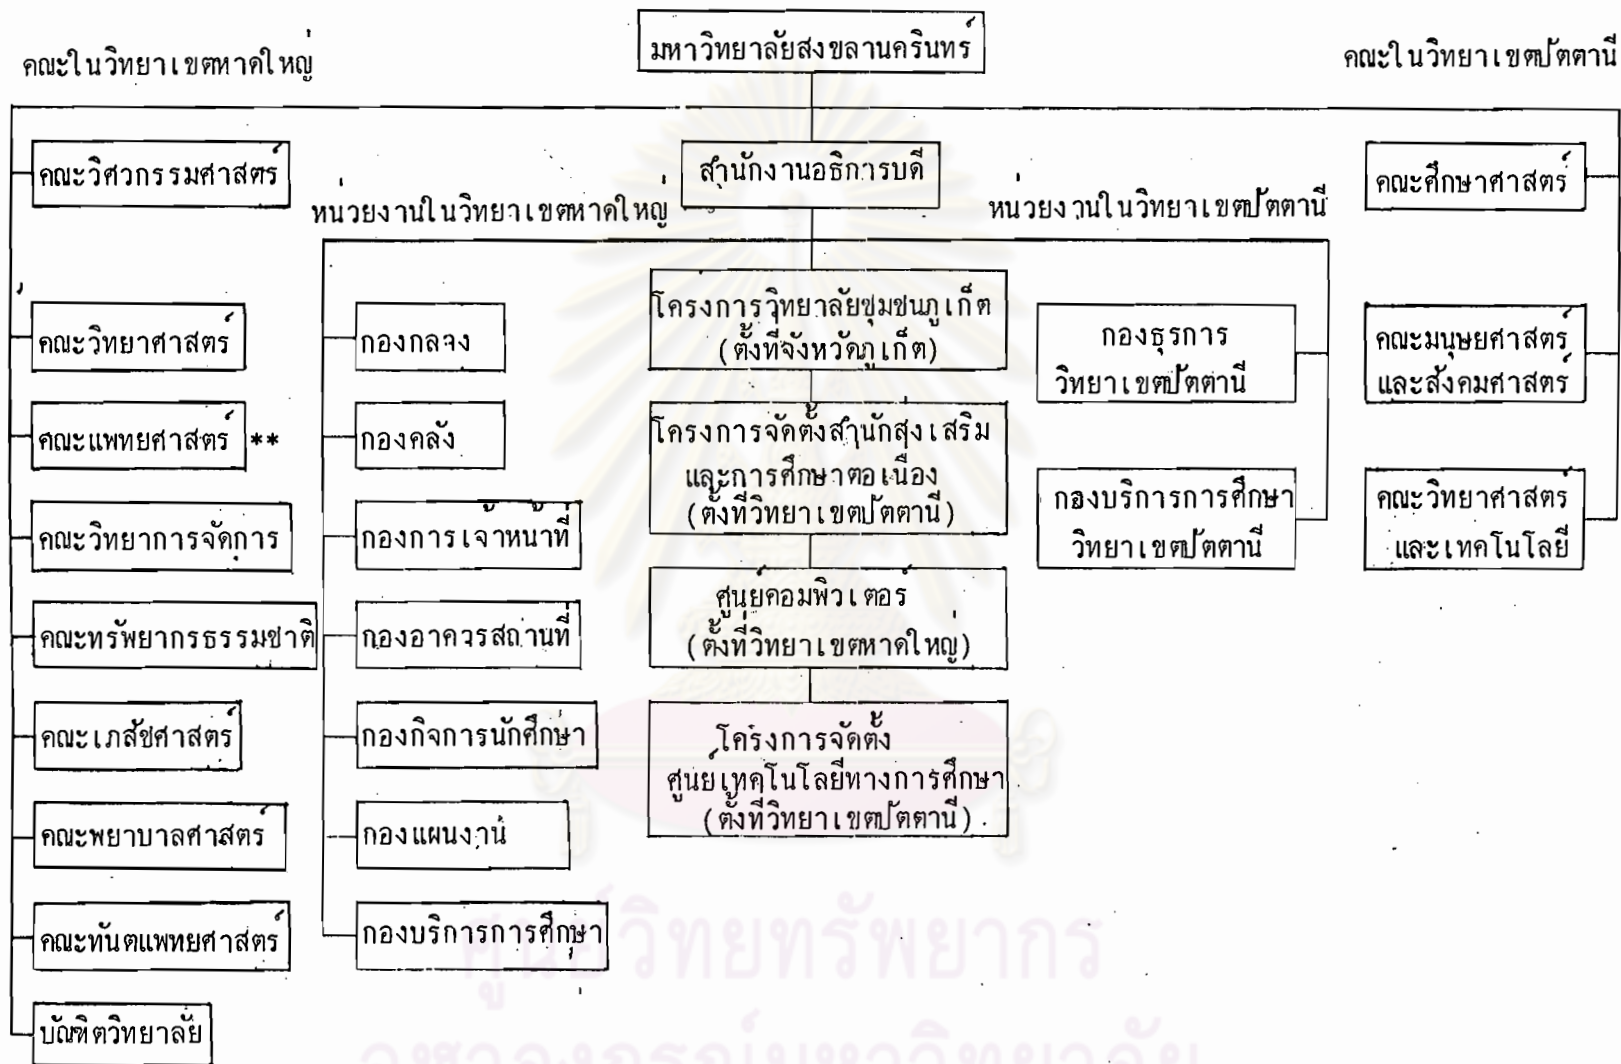 มหาวิทยาลัยสงขลานครินทร์
คณะในวิทยาเขตหาดใหญ่
คณะในวิทยาเขตปัตตานี
สำนักงานอธิการบดี
คณะวิศวกรรมศาสตร์
คณะวิทยาศาสตร์
คณะแพทยศาสตร์ **
คณะวิทยาการจัดการ
คณะทรัพยากรธรรมชาติ
คณะเภสัชศาสตร์
คณะพยาบาลศาสตร์
คณะทันตแพทยศาสตร์
บัณฑิตวิทยาลัย
หน่วยงานในวิทยาเขตหาดใหญ่
กองกลาง
กองคลัง
กองการเจ้าหน้าที่
กองอาคารสถานที่
กองกิจการนักศึกษา
กองแผนงาน
กองบริการการศึกษา
โครงการวิทยาลัยชุมชนภูเก็ต
(ตั้งที่จังหวัดภูเก็ต)
โครงการจัดตั้งสำนักส่งเสริม
และการศึกษาต่อเนื่อง
(ตั้งที่วิทยาเขตปัตตานี)
ศูนย์คอมพิวเตอร์
(ตั้งที่วิทยาเขตหาดใหญ่)
โครงการจัดตั้ง
ศูนย์เทคโนโลยีทางการศึกษา
(ตั้งที่วิทยาเขตปัตตานี)
หน่วยงานในวิทยาเขตปัตตานี
กองธุรการ
วิทยาเขตปัตตานี
กองบริการการศึกษา
วิทยาเขตปัตตานี
คณะศึกษาศาสตร์
คณะมนุษยศาสตร์
และสังคมศาสตร์
คณะวิทยาศาสตร์
และเทคโนโลยี
ศูนย์วิทยทรัพยากร
จุฬาลงกรณ์มหาวิทยาลัย